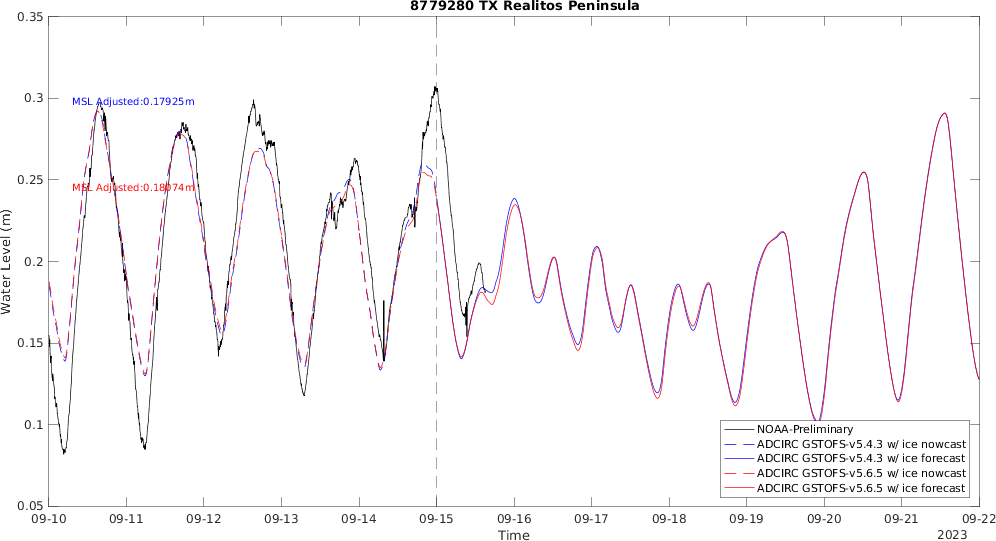 8779280 TX Realitos Peninsula
0.35
0.3
0.25
0.2
0.15
0.1
0.05
Water Level (m)
MSL Adjusted:0.17925m
MSL Adjusted:0.18074m
NOAA-Preliminary
ADCIRC GSTOFS-v5.4.3 w/ ice nowcast
ADCIRC GSTOFS-v5.4.3 w/ ice forecast
ADCIRC GSTOFS-v5.6.5 w/ ice nowcast
ADCIRC GSTOFS-v5.6.5 w/ ice forecast
09-10 09-11 09-12 09-13 09-14 09-15 09-16 09-17 09-18 09-19 09-20 09-21 09-22
Time
2023